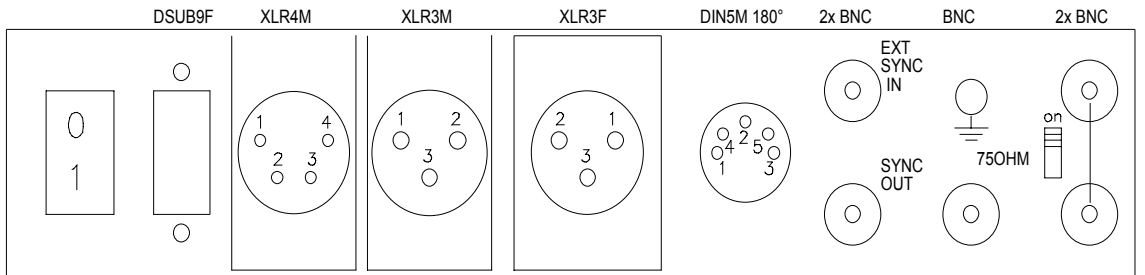 DSUB9F XLR4M XLR3M XLR3F DIN5M 180° 2x BNC BNC 2x BNC
0
1
1 4
2 3
1 2
3
2 1
3
4 2 5
1 3
EXT
SYNC
IN
SYNC
OUT
on
75OHM